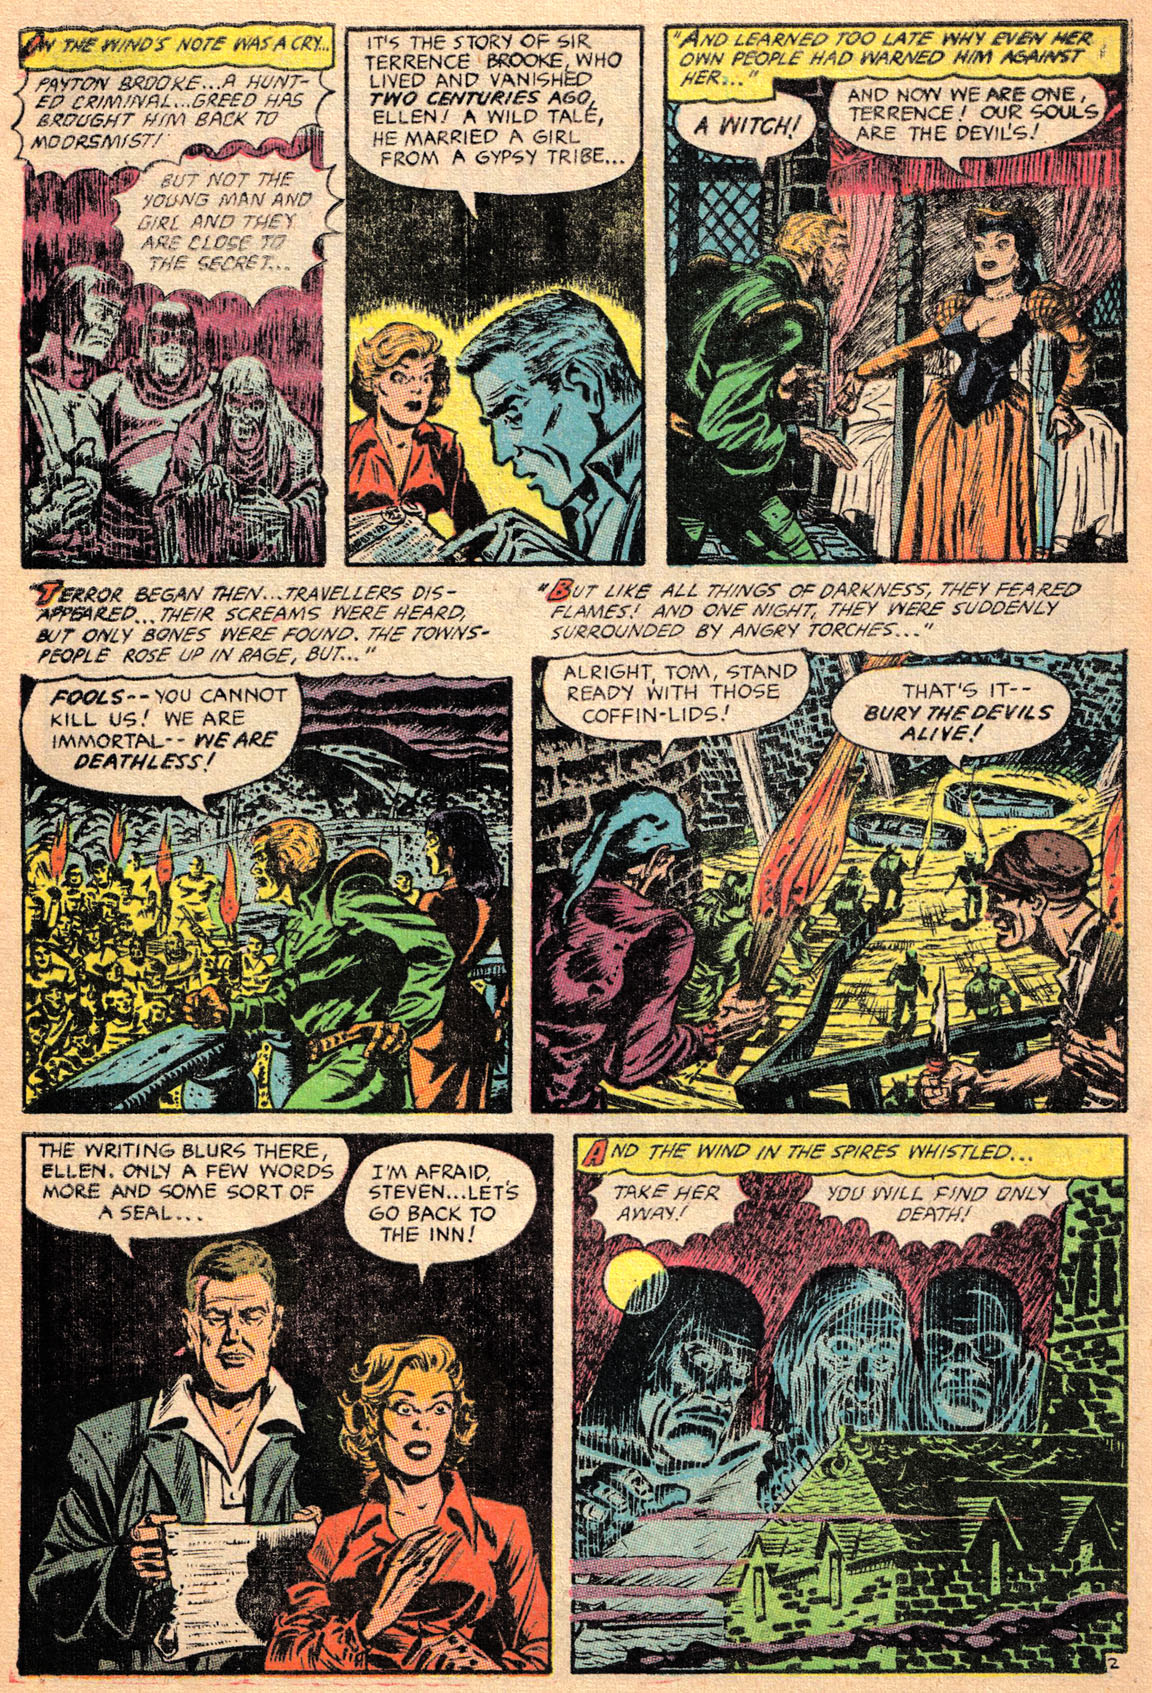 IN THE WIND'S NOTE WAS A CRY...
PAYTON BROOKE...A HUNT-
ED CRIMINAL...GREED HAS
BROUGHT HIM BACK TO
MOORSMIST!
BUT NOT THE
YOUNG MAN AND
GIRL AND THEY
ARE CLOSE TO
THE SECRET...
IT'S THE STORY OF SIR
TERRENCE BROOKE, WHO
LIVED AND VANISHED
TWO CENTURIES AGO,
ELLEN! A WILD TALE,
HE MARRIED A GIRL
FROM A GYPSY TRIBE...
"AND LEARNED TOO LATE WHY EVEN HER
OWN PEOPLE HAD WARNED HIM AGAINST
HER..."
A WITCH!
AND NOW WE ARE ONE,
TERRENCE! OUR SOULS
ARE THE DEVIL'S!
"TERROR BEGAN THEN...TRAVELLERS DIS-
APPEARED...THEIR SCREAMS WERE HEARD,
BUT ONLY BONES WERE FOUND. THE TOWNS-
PEOPLE ROSE UP IN RAGE, BUT..."
FOOLS--YOU CANNOT
KILL US! WE ARE
IMMORTAL--WE ARE
DEATHLESS!
"BUT LIKE ALL THINGS OF DARKNESS, THEY FEARED
FLAMES! AND ONE NIGHT, THEY WERE SUDDENLY
SURROUNDED BY ANGRY TORCHES..."
ALRIGHT, TOM, STAND
READY WITH THOSE
COFFIN-LIDS!
THAT'S IT--
BURY THE DEVILS
ALIVE!
THE WRITING BLURS THERE,
ELLEN. ONLY A FEW WORDS
MORE AND SOME SORT OF
A SEAL...
I'M AFRAID,
STEVEN...LET'S
GO BACK TO
THE INN!
AND THE WIND IN THE SPIRES WHISTLED...
TAKE HER
AWAY!
YOU WILL FIND ONLY
DEATH!
2